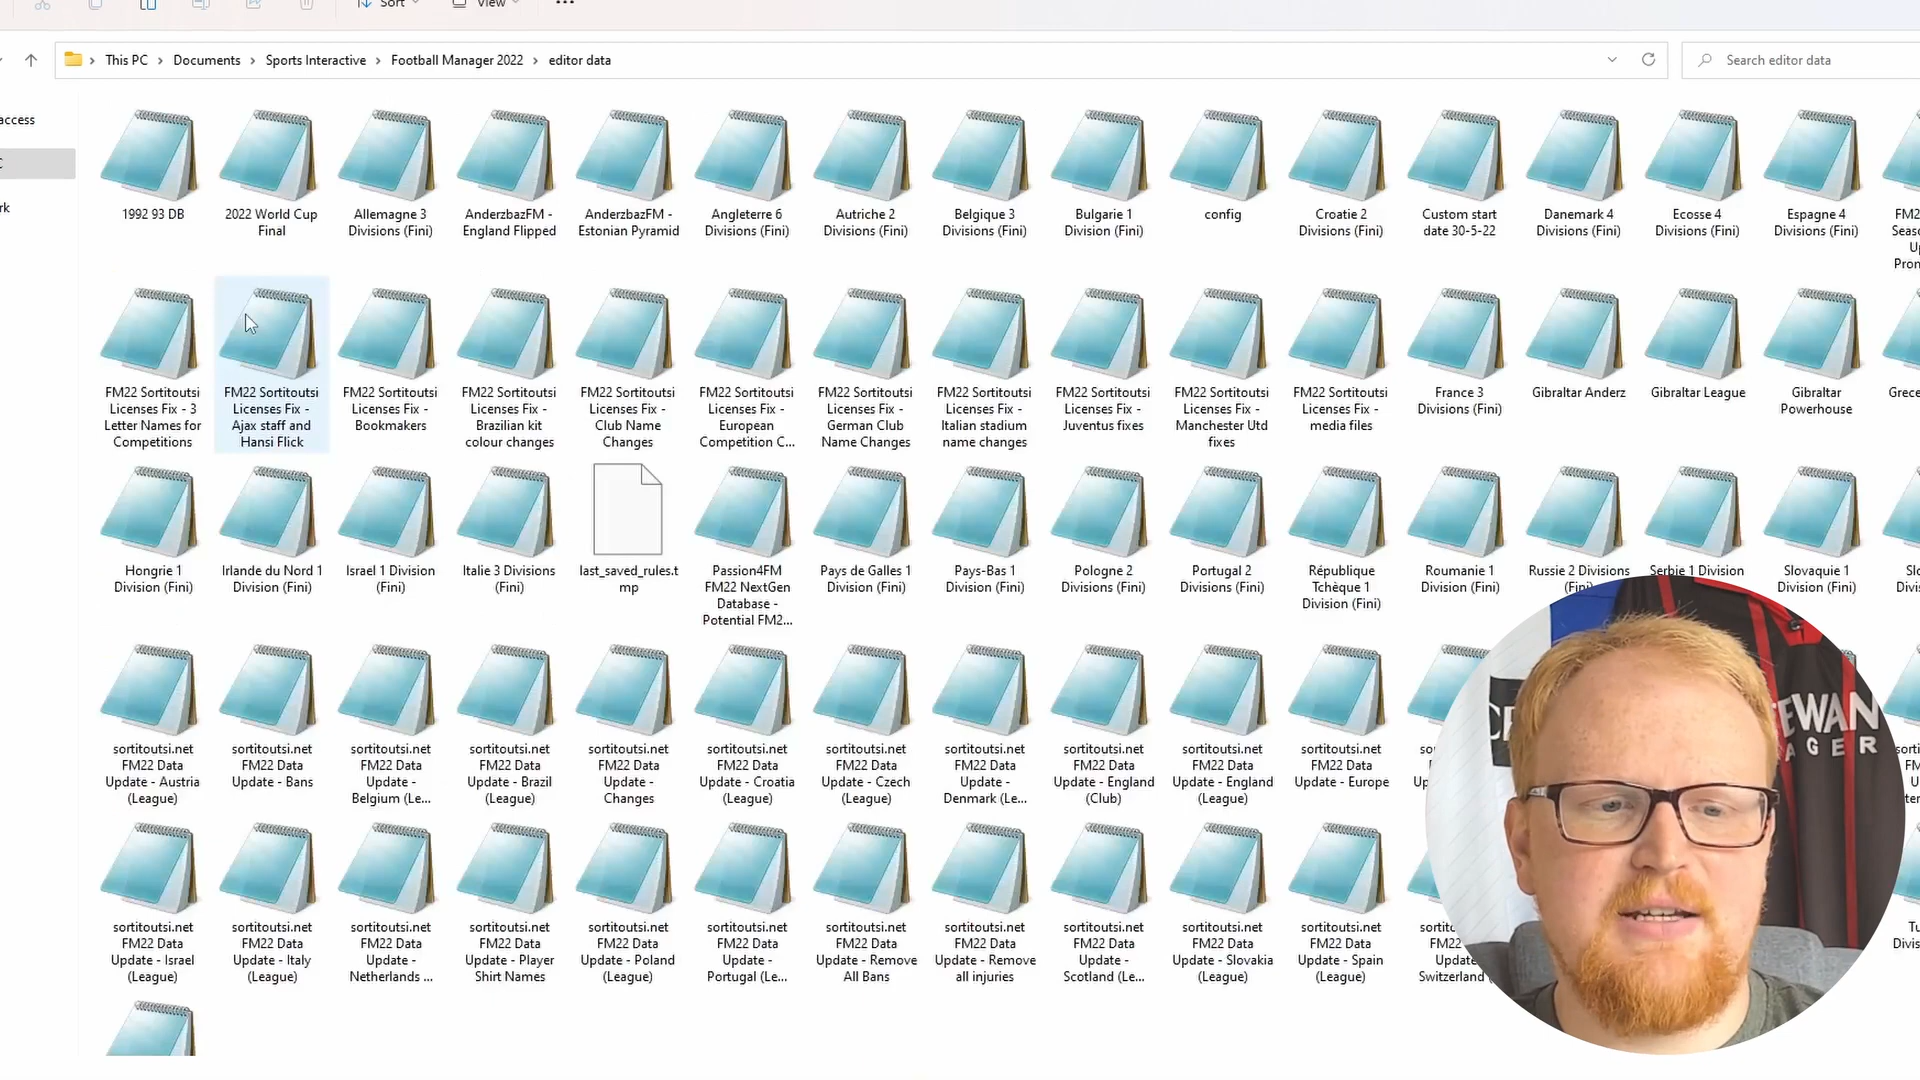 Sort
View
This PC
Documents
Sports Interactive
Football Manager 2022
editor data
Search editor data
access
1992 93 DB
2022 World Cup
Final
Allemagne 3
Divisions (Fini)
AnderzbazFM -
England Flipped
AnderzbazFM -
Estonian Pyramid
Angleterre 6
Divisions (Fini)
Autriche 2
Divisions (Fini)
Belgique 3
Divisions (Fini)
Bulgarie 1
Division (Fini)
config
Croatie 2
Divisions (Fini)
Custom start
date 30-5-22
Danemark 4
Divisions (Fini)
Ecosse 4
Divisions (Fini)
Espagne 4
Divisions (Fini)
FM22 Sortitoutsi
Licenses Fix - 3
Letter Names for
Competitions
FM22 Sortitoutsi
Licenses Fix -
Ajax staff and
Hansi Flick
FM22 Sortitoutsi
Licenses Fix -
Bookmakers
FM22 Sortitoutsi
Licenses Fix -
Brazilian kit
colour changes
FM22 Sortitoutsi
Licenses Fix -
Club Name
Changes
FM22 Sortitoutsi
Licenses Fix -
European
Competition C...
FM22 Sortitoutsi
Licenses Fix -
German Club
Name Changes
FM22 Sortitoutsi
Licenses Fix -
Italian stadium
name changes
FM22 Sortitoutsi
Licenses Fix -
Juventus fixes
FM22 Sortitoutsi
Licenses Fix -
Manchester Utd
fixes
FM22 Sortitoutsi
Licenses Fix -
media files
France 3
Divisions (Fini)
Gibraltar Anderz
Gibraltar League
Gibraltar
Powerhouse
Hongrie 1
Division (Fini)
Irlande du Nord 1
Division (Fini)
Israel 1 Division
(Fini)
Italie 3 Divisions
(Fini)
last_saved_rules.t
mp
Passion4FM
FM22 NextGen
Database -
Potential FM2...
Pays de Galles 1
Division (Fini)
Pays-Bas 1
Division (Fini)
Pologne 2
Divisions (Fini)
Portugal 2
Divisions (Fini)
République
Tchèque 1
Division (Fini)
Roumanie 1
Division (Fini)
Russie 2 Divisions
(Fini)
Serbie 1 Division
(Fini)
Slovaquie 1
Division (Fini)
sortitoutsi.net
FM22 Data
Update - Austria
(League)
sortitoutsi.net
FM22 Data
Update - Bans
sortitoutsi.net
FM22 Data
Update -
Belgium (Le...
sortitoutsi.net
FM22 Data
Update - Brazil
(League)
sortitoutsi.net
FM22 Data
Update -
Changes
sortitoutsi.net
FM22 Data
Update - Croatia
(League)
sortitoutsi.net
FM22 Data
Update - Czech
(League)
sortitoutsi.net
FM22 Data
Update -
Denmark (Le...
sortitoutsi.net
FM22 Data
Update - England
(Club)
sortitoutsi.net
FM22 Data
Update - England
(League)
sortitoutsi.net
FM22 Data
Update - Europe
sortitoutsi.net
FM22 Data
Update - Israel
(League)
sortitoutsi.net
FM22 Data
Update - Italy
(League)
sortitoutsi.net
FM22 Data
Update -
Netherlands ...
sortitoutsi.net
FM22 Data
Update - Player
Shirt Names
sortitoutsi.net
FM22 Data
Update - Poland
(League)
sortitoutsi.net
FM22 Data
Update -
Portugal (Le...
sortitoutsi.net
FM22 Data
Update - Remove
All Bans
sortitoutsi.net
FM22 Data
Update - Remove
all injuries
sortitoutsi.net
FM22 Data
Update -
Scotland (Le...
sortitoutsi.net
FM22 Data
Update - Slovakia
(League)
sortitoutsi.net
FM22 Data
Update - Spain
(League)
FM22
Switzerland